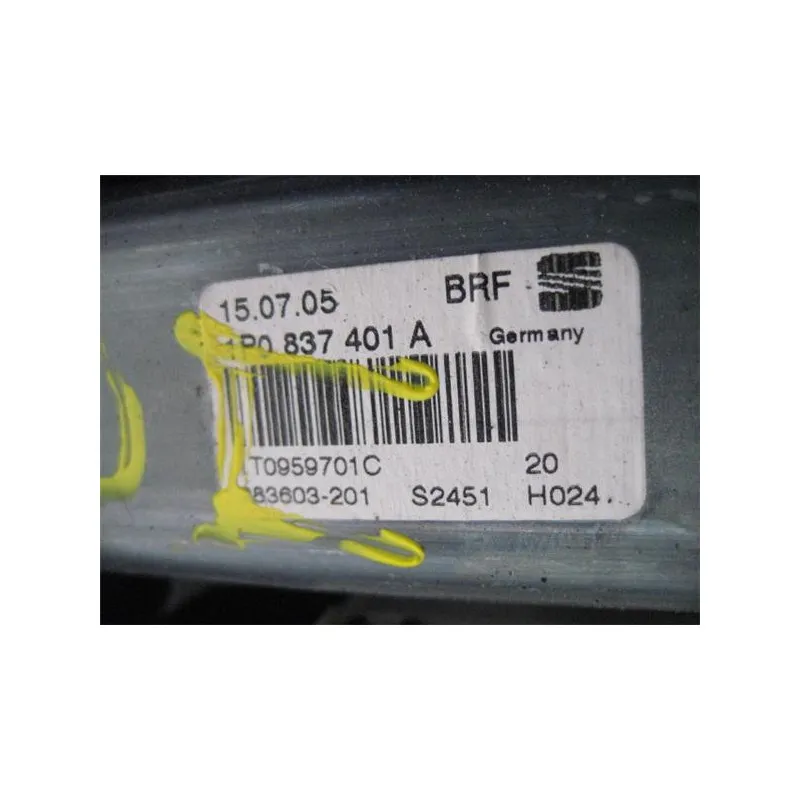 15.07.05 BRF
1P0 837 401 A Germany
1T0959701C 20
83603-201 S2451 H024